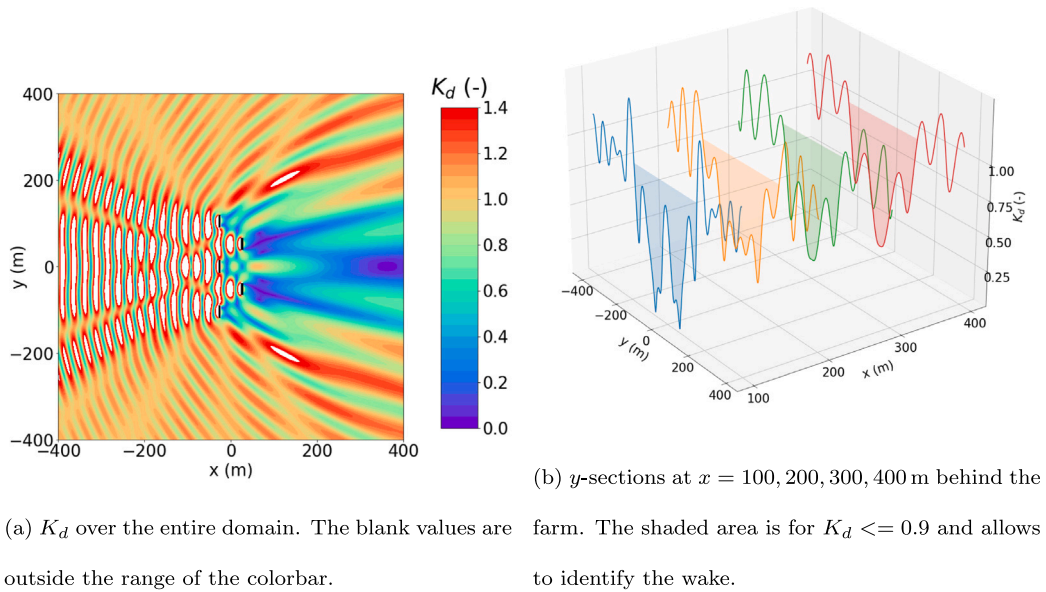 K_d (-)
400
200
0
−200
−400
y (m)
−400
−200
0
200
400
x (m)
1.4
1.2
1.0
0.8
0.6
0.4
0.2
0.0
1.00
0.75
0.50
0.25
K_d (-)
−400
−200
0
200
400
y (m)
100
200
300
400
x (m)
(a) K_d over the entire domain. The blank values are
outside the range of the colorbar.
(b) y-sections at x = 100, 200, 300, 400 m behind the
farm. The shaded area is for K_d <= 0.9 and allows
to identify the wake.